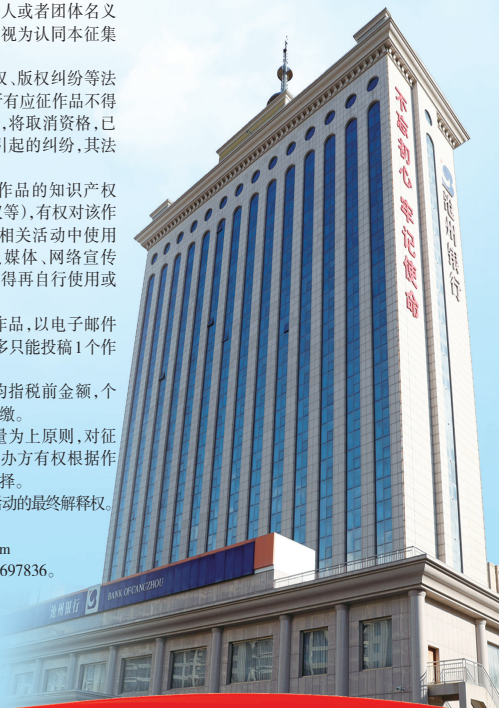 人或者团体名义
视为认同本征集
权、版权纠纷等法
所有应征作品不得
,将取消资格,已
引起的纠纷,其法
作品的知识产权
义等),有权对该作
相关活动中使用
、媒体、网络宣传
得再自行使用或
作品,以电子邮件
多只能投稿1个作
均指税前金额,个
缴。
量为上原则,对征
办方有权根据作
择。
活动的最终解释权。
m
697836。
不忘初心 牢记使命
沧州银行
沧州银行 BANK OF CANGZHOU